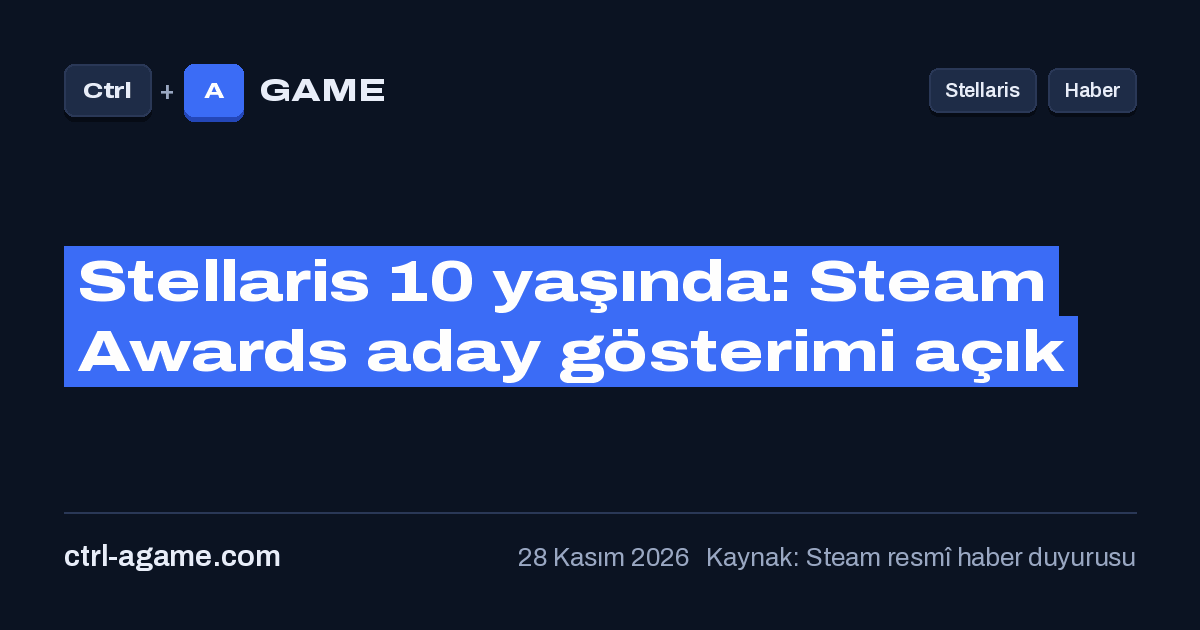 Ctrl + A GAME
Stellaris Haber
Stellaris 10 yaşında: Steam
Awards aday gösterimi açık
ctrl-agame.com
28 Kasım 2026 Kaynak: Steam resmî haber duyurusu